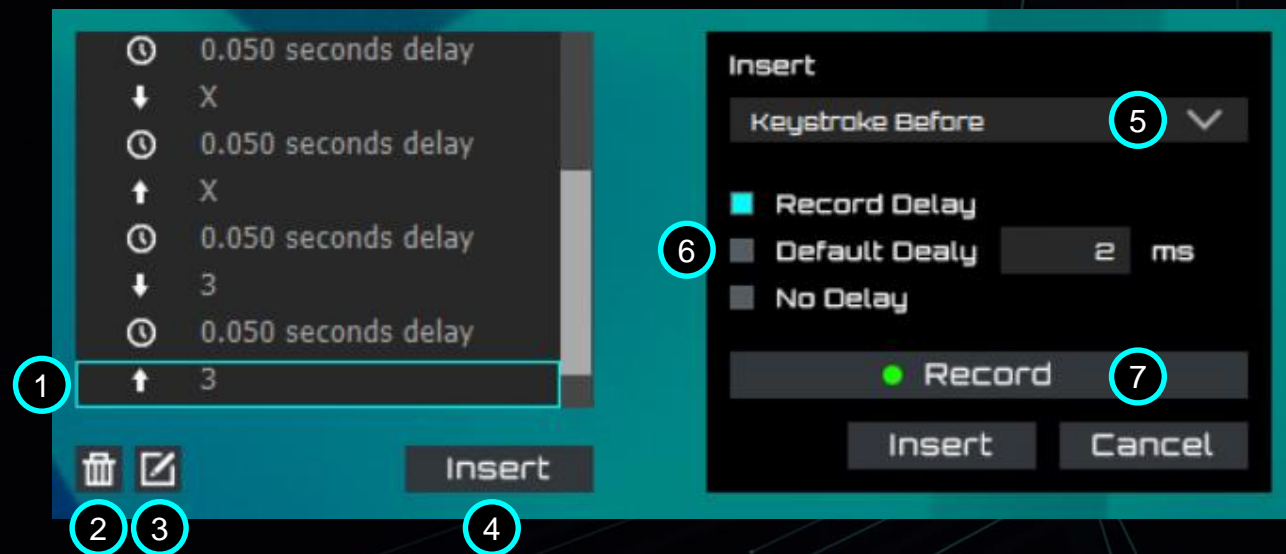 0.050 seconds delay
X
0.050 seconds delay
X
0.050 seconds delay
3
0.050 seconds delay
1 3
2 3
Insert
4
Insert
Keystroke Before 5
Record Delay
6 Default Dealy 2 ms
No Delay
Record 7
Insert Cancel